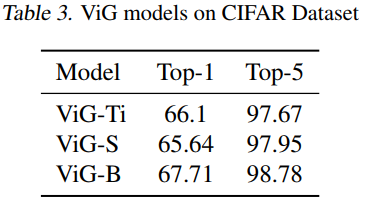 Table 3. ViG models on CIFAR Dataset
Model Top-1 Top-5
ViG-Ti 66.1 97.67
ViG-S 65.64 97.95
ViG-B 67.71 98.78